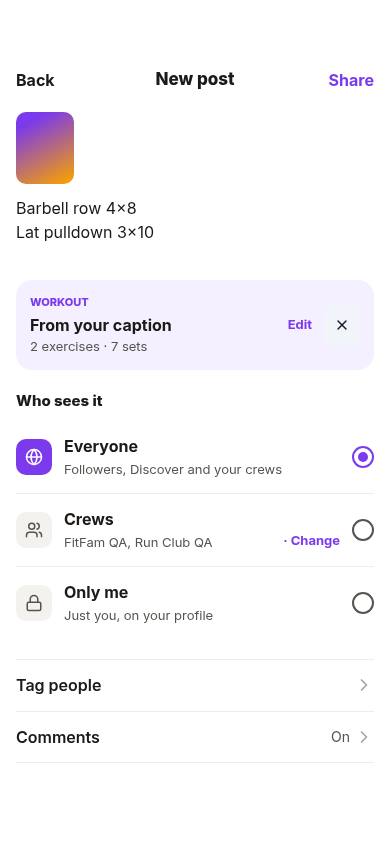 Back New post Share
Barbell row 4×8
Lat pulldown 3×10
WORKOUT
From your caption
Edit
2 exercises · 7 sets
Who sees it
Everyone
Followers, Discover and your crews
Crews
FitFam QA, Run Club QA · Change
Only me
Just you, on your profile
Tag people
Comments On